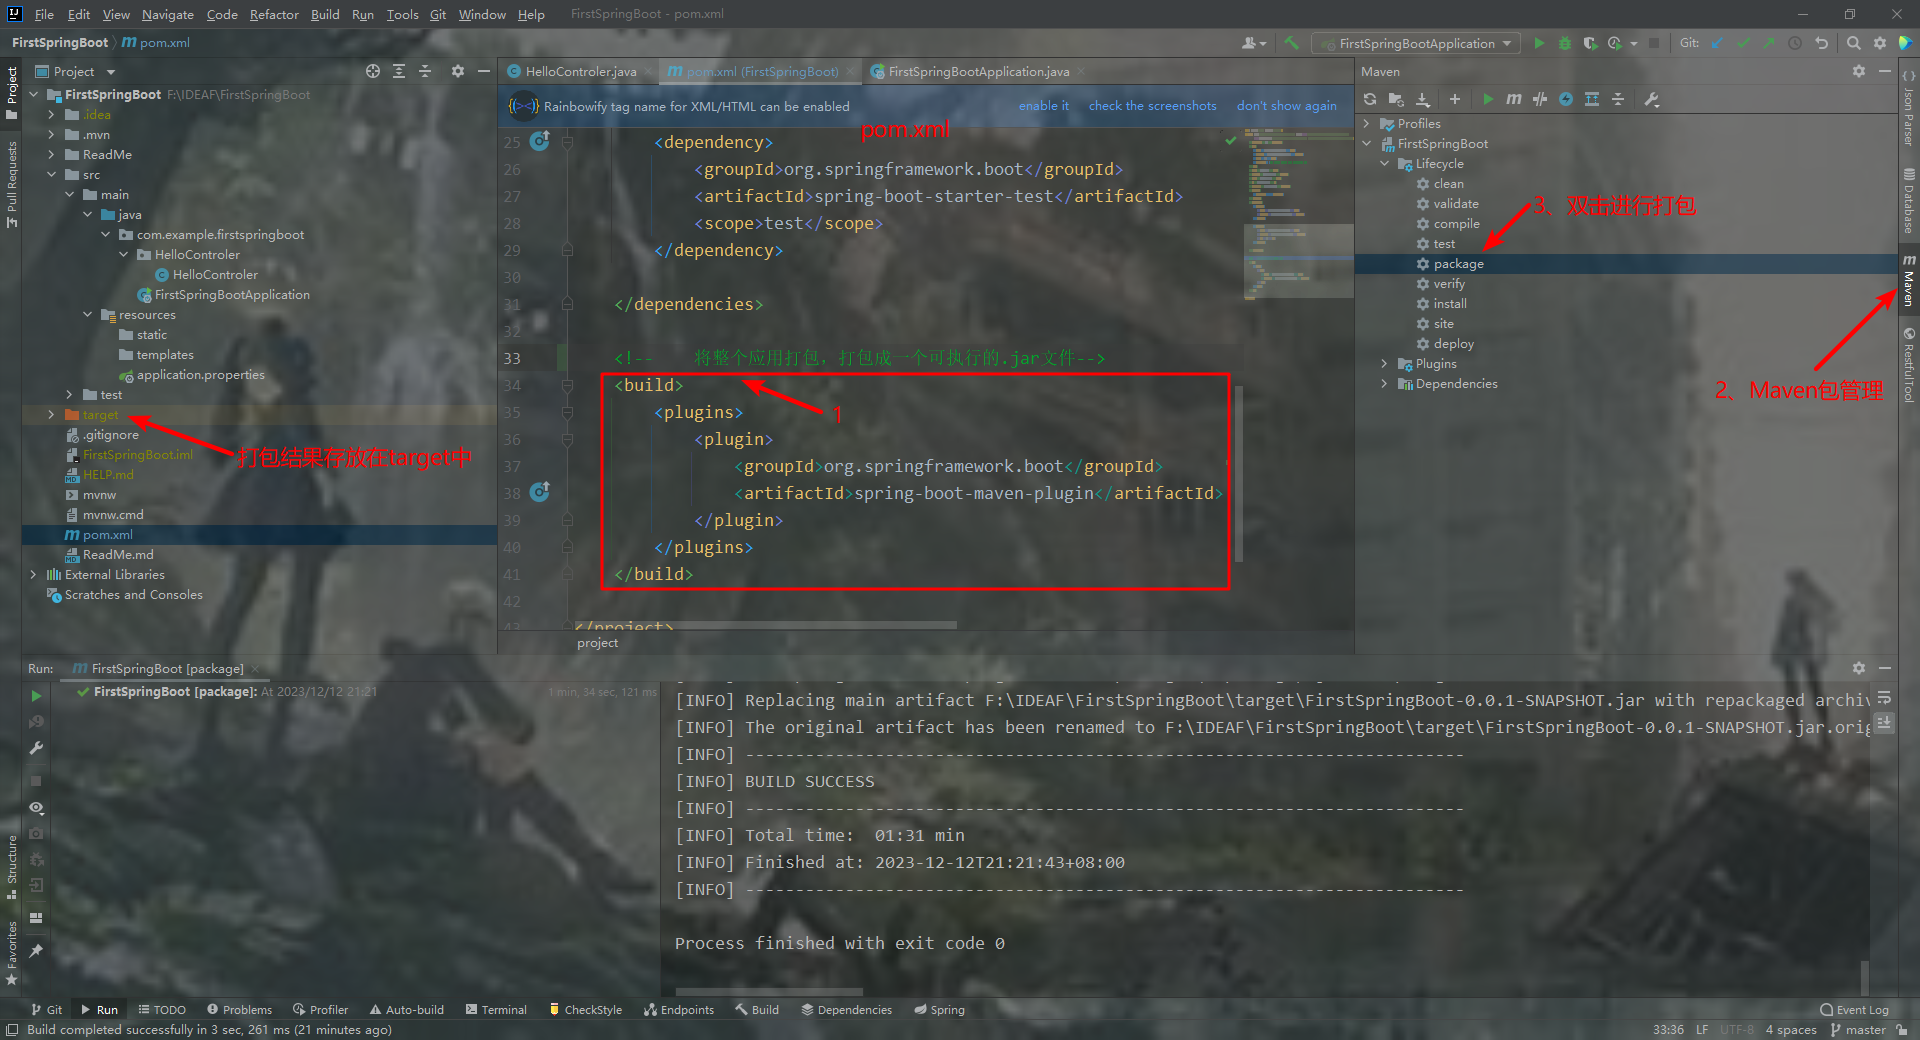 File Edit View Navigate Code Refactor Build Run Tools Git Window Help FirstSpringBoot - pom.xml
FirstSpringBoot pom.xml
FirstSpringBootApplication Git:
Project
HelloControler.java pom.xml (FirstSpringBoot) FirstSpringBootApplication.java
Maven
Project
Pull Requests
Structure
Favorites
FirstSpringBoot F:\IDEAF\FirstSpringBoot
.idea
.mvn
ReadMe
src
main
java
com.example.firstspringboot
HelloControler
HelloControler
FirstSpringBootApplication
resources
static
templates
application.properties
test
target
.gitignore
FirstSpringBoot.iml
HELP.md
mvnw
mvnw.cmd
pom.xml
ReadMe.md
External Libraries
Scratches and Consoles
打包结果存放在target中
Rainbowify tag name for XML/HTML can be enabled enable it check the screenshots don't show again
pom.xml
25 <dependency>
26 <groupId>org.springframework.boot</groupId>
27 <artifactId>spring-boot-starter-test</artifactId>
28 <scope>test</scope>
29 </dependency>
30
31 </dependencies>
32
33 <!-- 将整个应用打包，打包成一个可执行的.jar文件-->
34 <build>
35 <plugins>
1
36 <plugin>
37 <groupId>org.springframework.boot</groupId>
38 <artifactId>spring-boot-maven-plugin</artifactId>
39 </plugin>
40 </plugins>
41 </build>
42
43 </project>
project
Profiles
FirstSpringBoot
Lifecycle
clean
validate
compile
test
package
verify
install
site
deploy
Plugins
Dependencies
3、双击进行打包
2、Maven包管理
Json Parser
Database
Maven
RestfulTool
Run: FirstSpringBoot [package]
FirstSpringBoot [package]: At 2023/12/12 21:21 1 min, 34 sec, 121 ms
[INFO] Replacing main artifact F:\IDEAF\FirstSpringBoot\target\FirstSpringBoot-0.0.1-SNAPSHOT.jar with repackaged archiv
[INFO] The original artifact has been renamed to F:\IDEAF\FirstSpringBoot\target\FirstSpringBoot-0.0.1-SNAPSHOT.jar.orig
[INFO] ------------------------------------------------------------------------
[INFO] BUILD SUCCESS
[INFO] ------------------------------------------------------------------------
[INFO] Total time:  01:31 min
[INFO] Finished at: 2023-12-12T21:21:43+08:00
[INFO] ------------------------------------------------------------------------
Process finished with exit code 0
Git Run TODO Problems Profiler Auto-build Terminal CheckStyle Endpoints Build Dependencies Spring Event Log
Build completed successfully in 3 sec, 261 ms (21 minutes ago) 33:36 LF UTF-8 4 spaces master